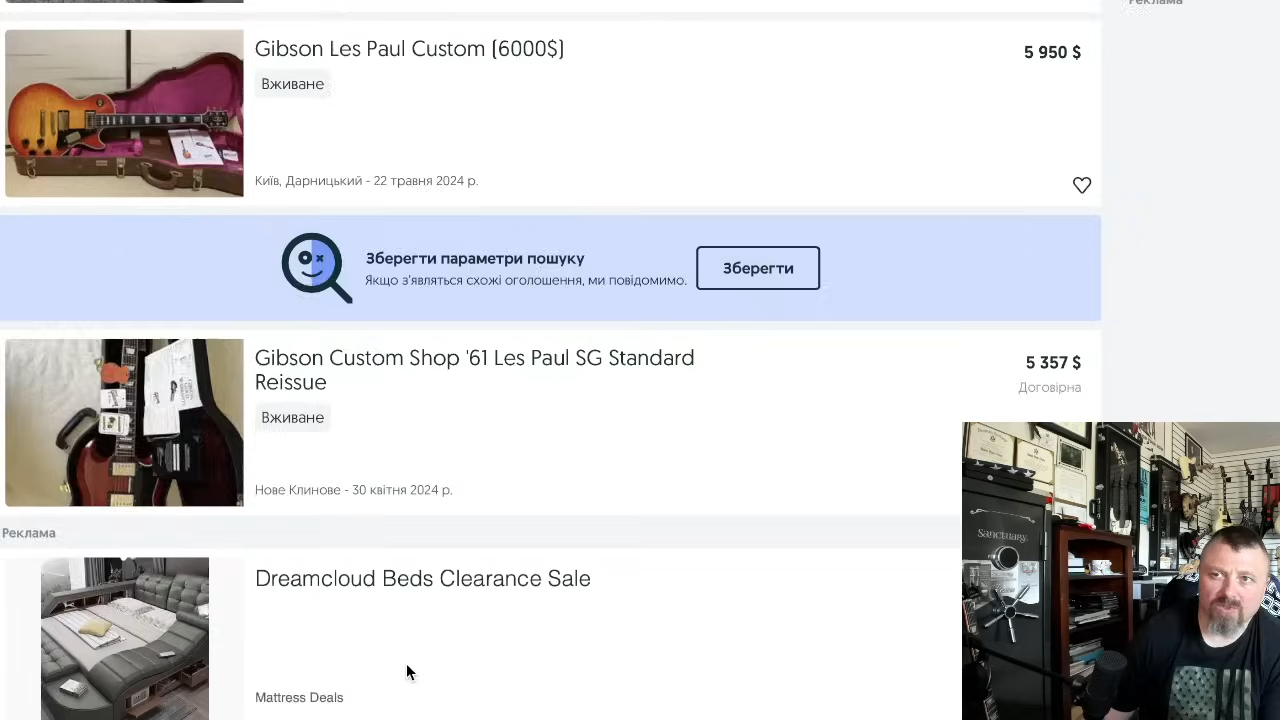 Реклама
Gibson Les Paul Custom (6000$)
5 950 $
Вживане
Київ, Дарницький - 22 травня 2024 р.
Зберегти параметри пошуку
Якщо з'являться схожі оголошення, ми повідомимо.
Зберегти
Gibson Custom Shop '61 Les Paul SG Standard
Reissue
5 357 $
Договірна
Вживане
Нове Клинове - 30 квітня 2024 р.
Реклама
Dreamcloud Beds Clearance Sale
Mattress Deals
Sanctuary